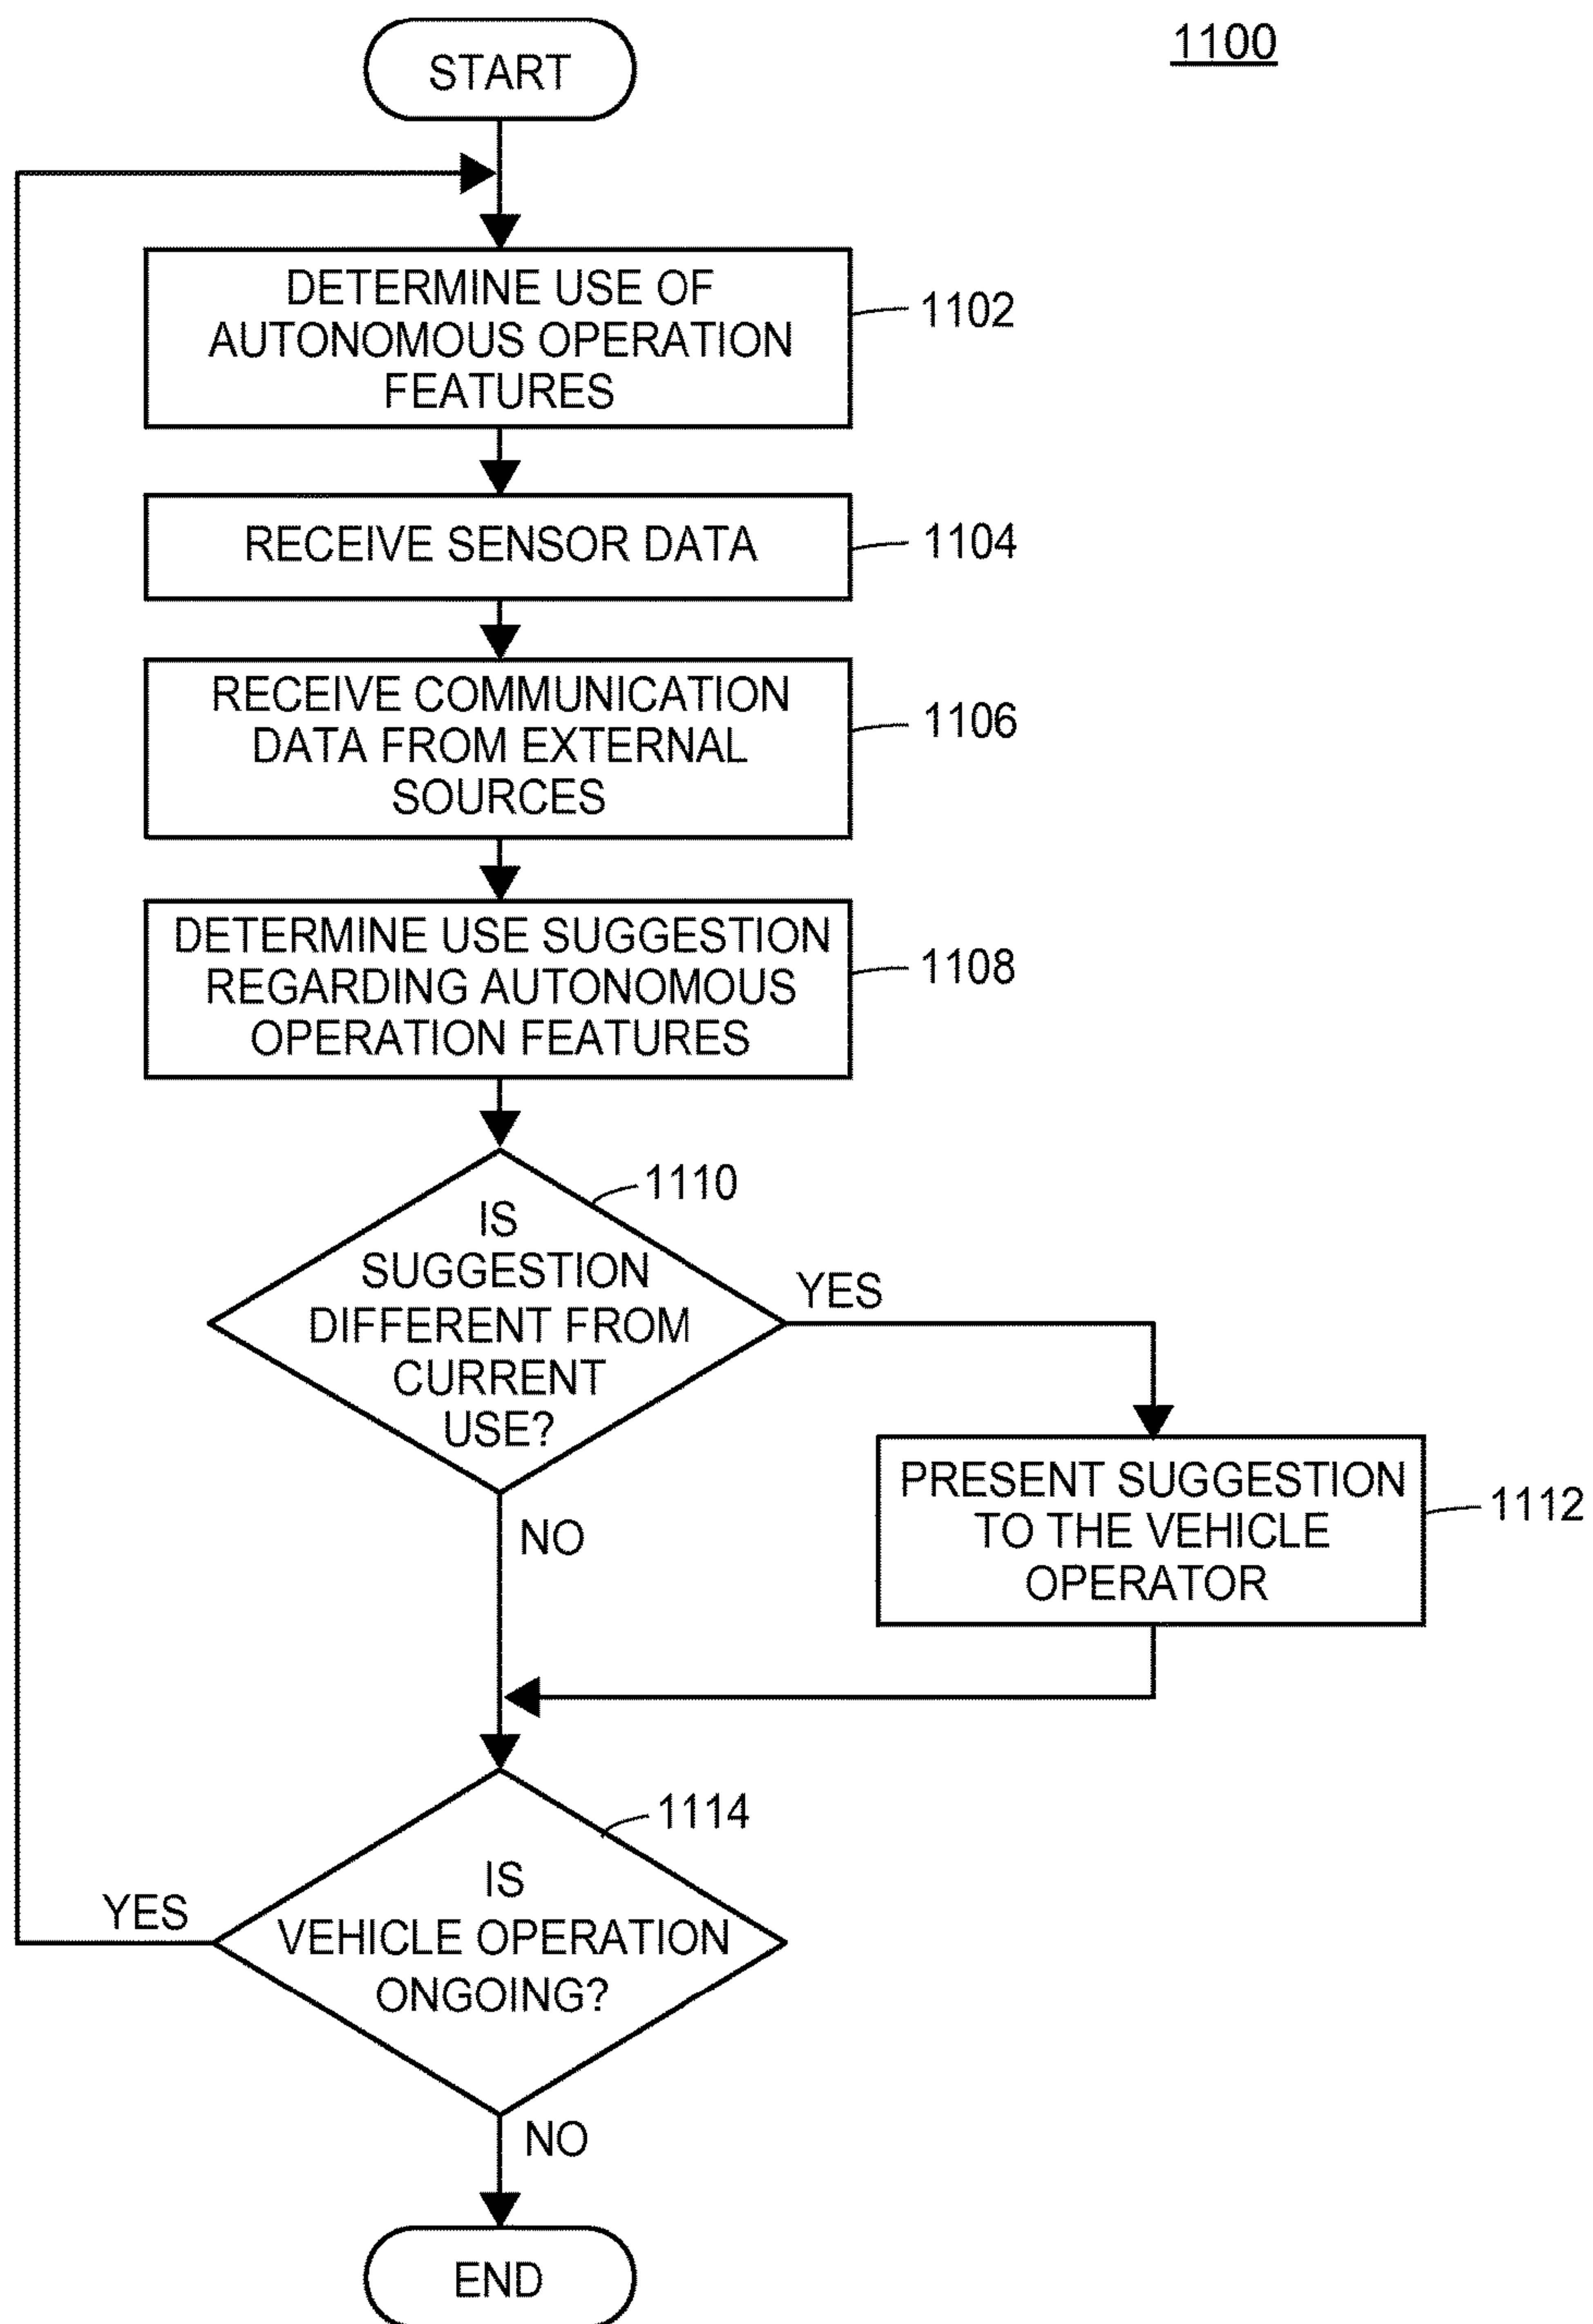 1100
START
DETERMINE USE OF
AUTONOMOUS OPERATION
FEATURES
1102
RECEIVE SENSOR DATA
1104
RECEIVE COMMUNICATION
DATA FROM EXTERNAL
SOURCES
1106
DETERMINE USE SUGGESTION
REGARDING AUTONOMOUS
OPERATION FEATURES
1108
1110
IS
SUGGESTION
DIFFERENT FROM
CURRENT
USE?
YES
NO
PRESENT SUGGESTION
TO THE VEHICLE
OPERATOR
1112
1114
IS
VEHICLE OPERATION
ONGOING?
YES
NO
END